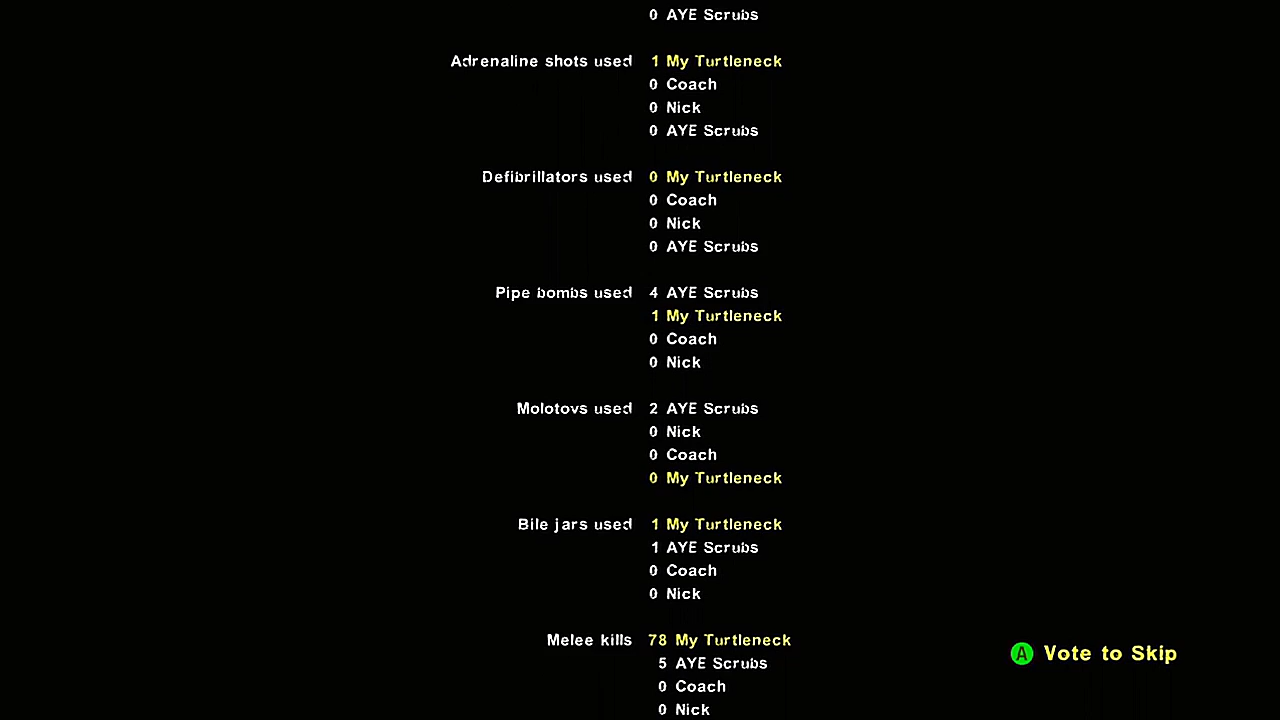 0 AYE Scrubs
Adrenaline shots used 1 My Turtleneck
0 Coach
0 Nick
0 AYE Scrubs
Defibrillators used 0 My Turtleneck
0 Coach
0 Nick
0 AYE Scrubs
Pipe bombs used 4 AYE Scrubs
1 My Turtleneck
0 Coach
0 Nick
Molotovs used 2 AYE Scrubs
0 Nick
0 Coach
0 My Turtleneck
Bile jars used 1 My Turtleneck
1 AYE Scrubs
0 Coach
0 Nick
Melee kills 78 My Turtleneck
A Vote to Skip
5 AYE Scrubs
0 Coach
0 Nick